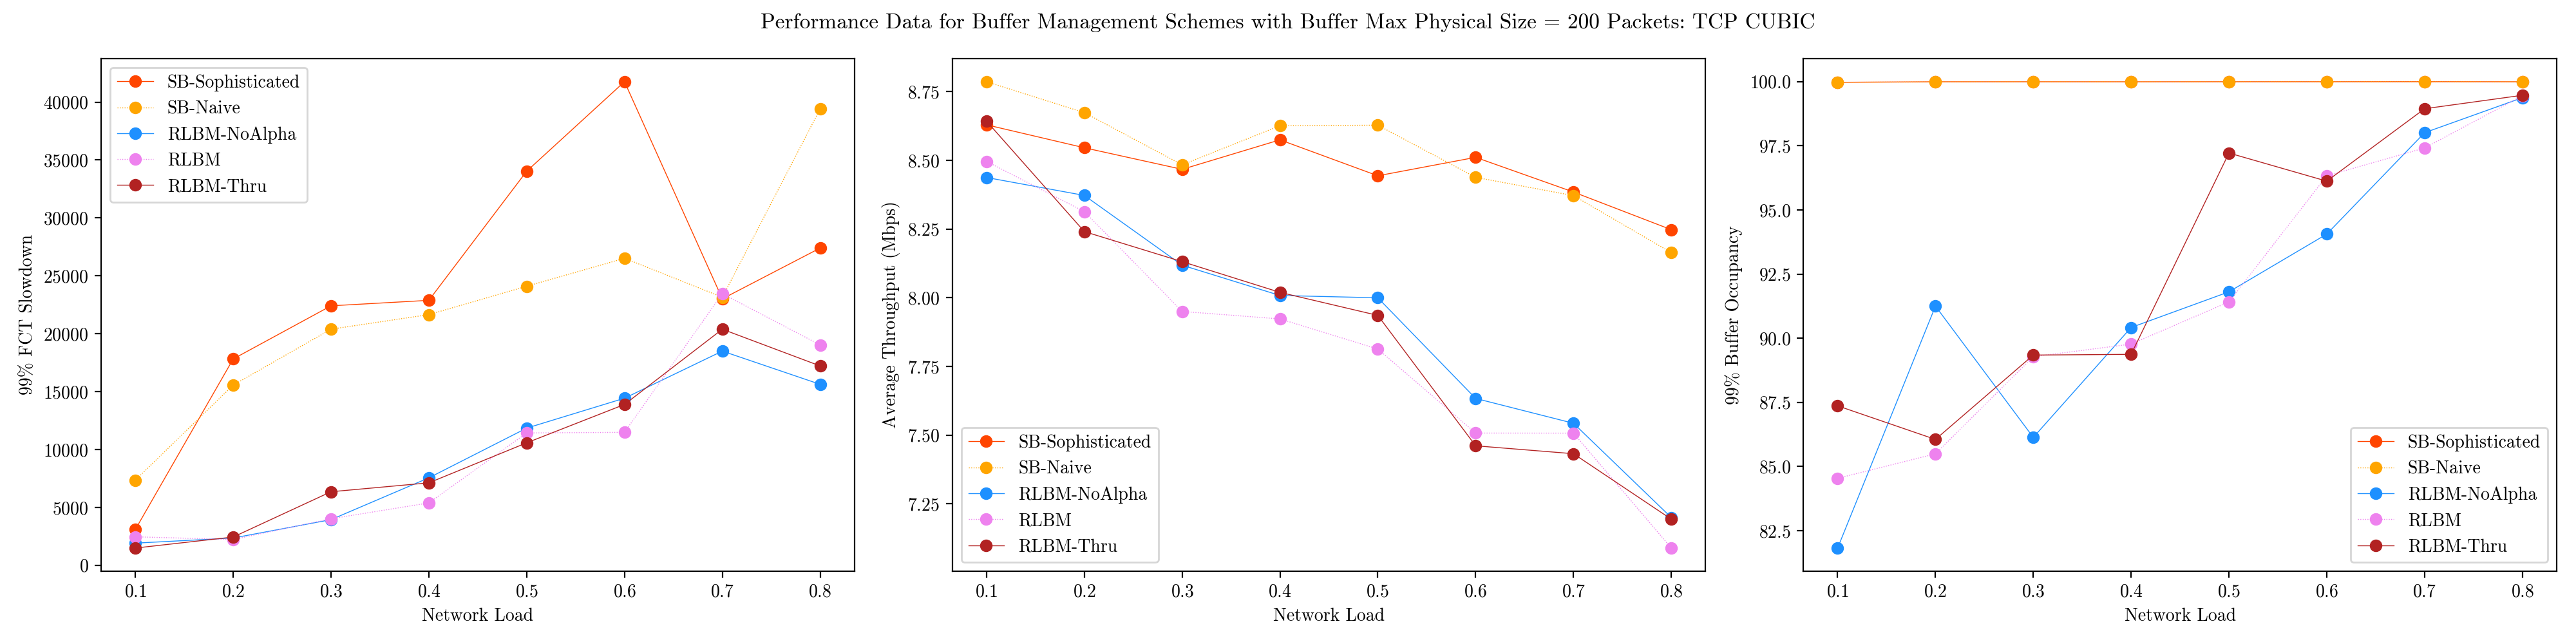 Performance Data for Buffer Management Schemes with Buffer Max Physical Size = 200 Packets: TCP CUBIC
99% FCT Slowdown
40000
35000
30000
25000
20000
15000
10000
5000
0
SB-Sophisticated
SB-Naive
RLBM-NoAlpha
RLBM
RLBM-Thru
0.1 0.2 0.3 0.4 0.5 0.6 0.7 0.8
Network Load
Average Throughput (Mbps)
8.75
8.50
8.25
8.00
7.75
7.50
7.25
SB-Sophisticated
SB-Naive
RLBM-NoAlpha
RLBM
RLBM-Thru
0.1 0.2 0.3 0.4 0.5 0.6 0.7 0.8
Network Load
99% Buffer Occupancy
100.0
97.5
95.0
92.5
90.0
87.5
85.0
82.5
SB-Sophisticated
SB-Naive
RLBM-NoAlpha
RLBM
RLBM-Thru
0.1 0.2 0.3 0.4 0.5 0.6 0.7 0.8
Network Load